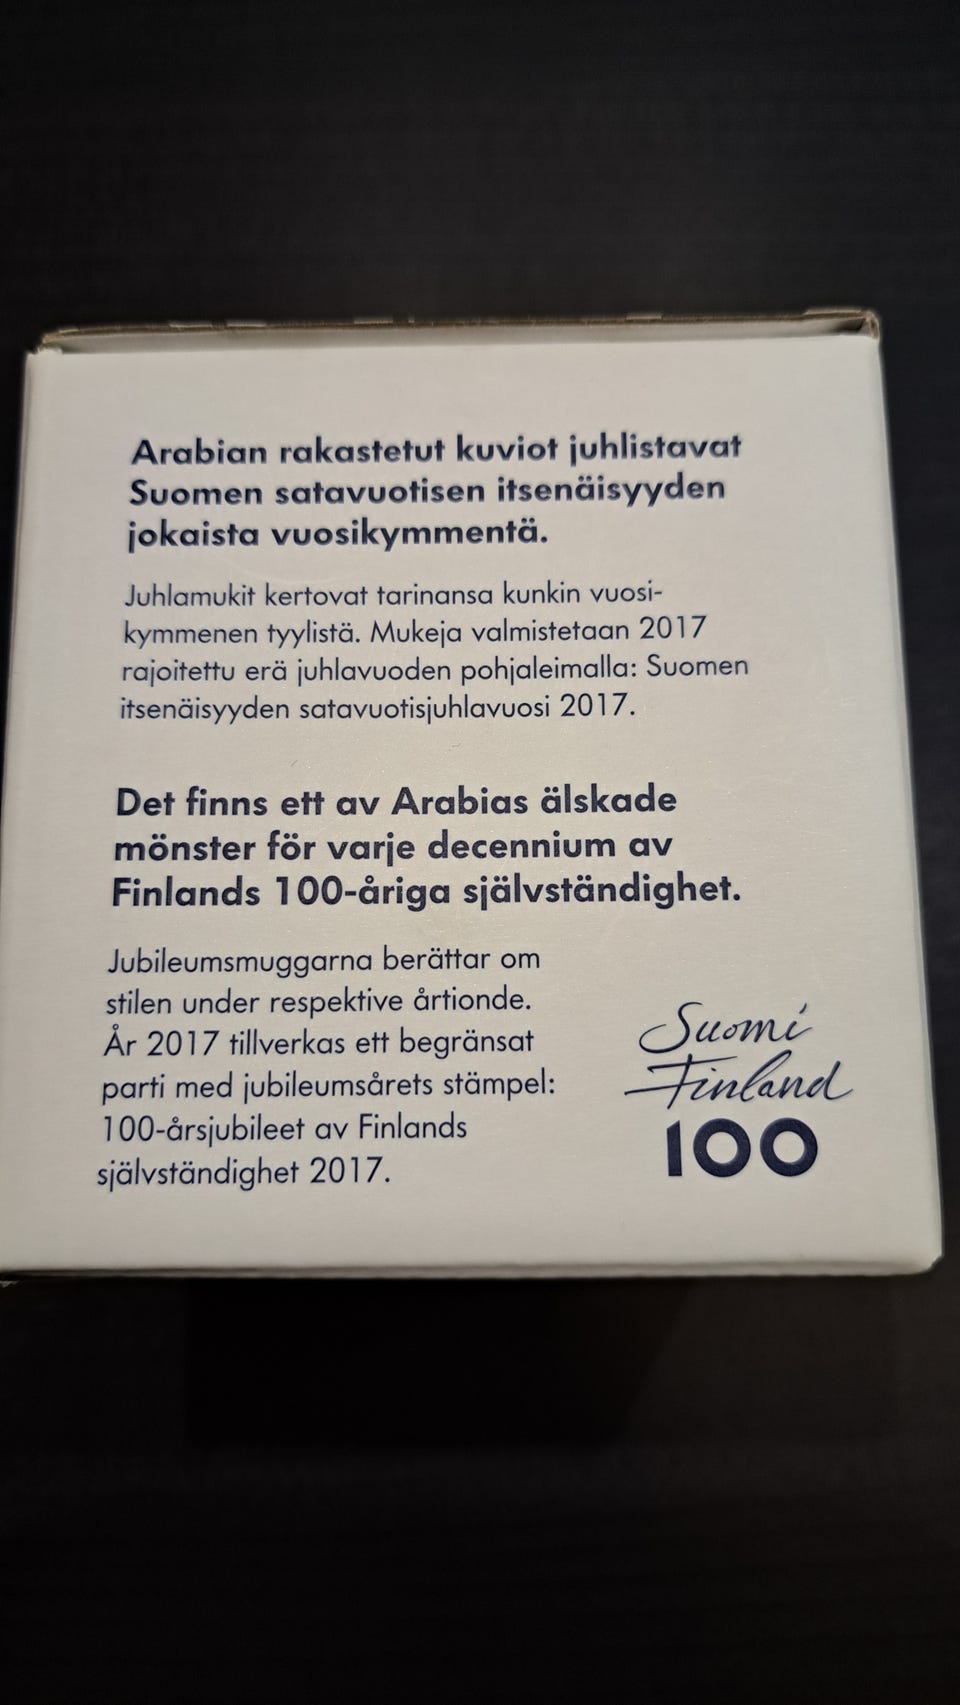 Arabian rakastetut kuviot juhlistavat
Suomen satavuotisen itsenäisyyden
jokaista vuosikymmentä.
Juhlamukit kertovat tarinansa kunkin vuosi-
kymmenen tyylistä. Mukeja valmistetaan 2017
rajoitettu erä juhlavuoden pohjaleimalla: Suomen
itsenäisyyden satavuotisjuhlavuosi 2017.
Det finns ett av Arabias älskade
mönster för varje decennium av
Finlands 100-åriga självständighet.
Jubileumsmuggarna berättar om
stilen under respektive årtionde.
År 2017 tillverkas ett begränsat
parti med jubileumsårets stämpel:
100-årsjubileet av Finlands
självständighet 2017.
Suomi
Finland
100